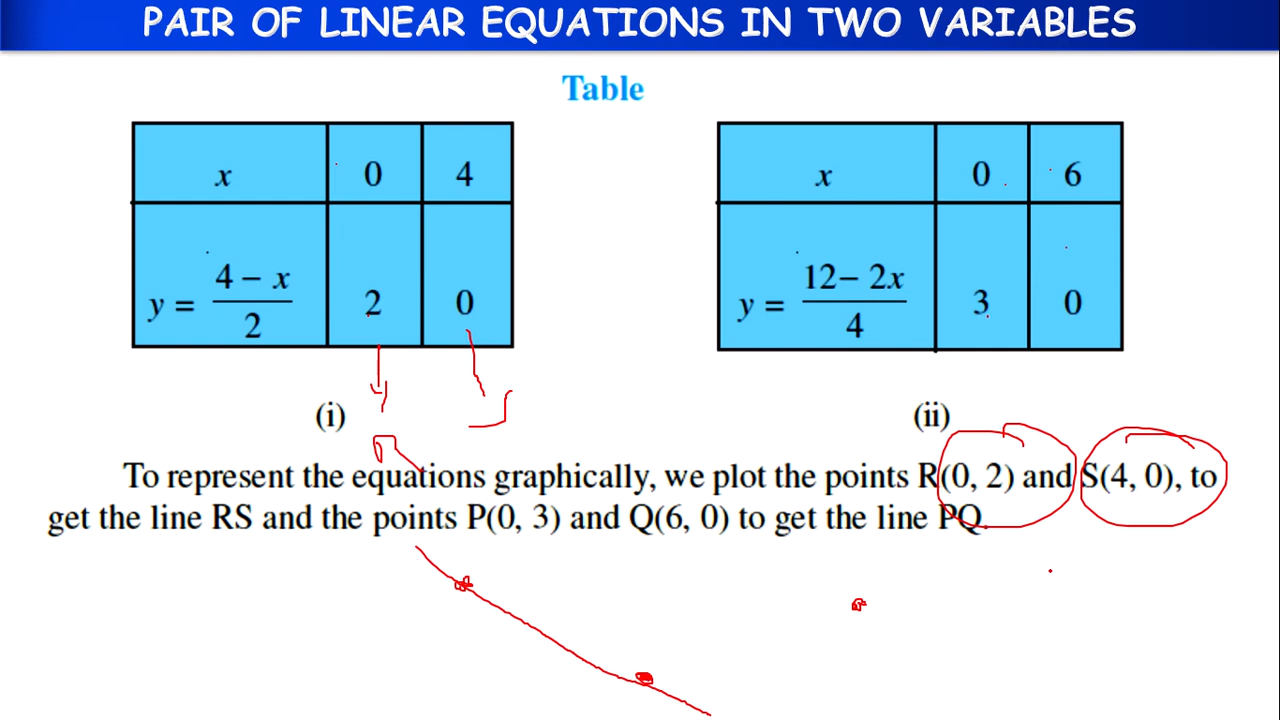 PAIR OF LINEAR EQUATIONS IN TWO VARIABLES
Table
x 0 4
y = (4 – x)/2 2 0
(i)
x 0 6
y = (12– 2x)/4 3 0
(ii)
To represent the equations graphically, we plot the points R(0, 2) and S(4, 0), to
get the line RS and the points P(0, 3) and Q(6, 0) to get the line PQ.